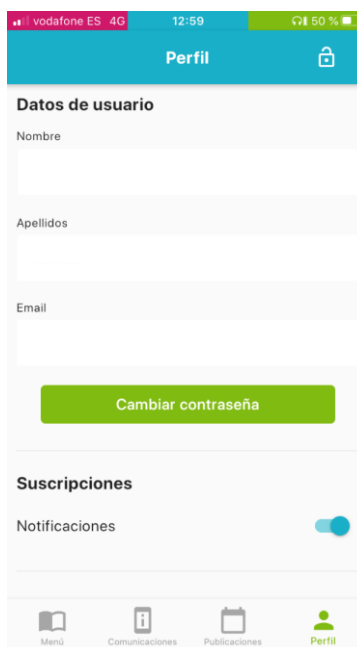 vodafone ES 4G 12:59 50 %
Perfil
Datos de usuario
Nombre
Apellidos
Email
Cambiar contraseña
Suscripciones
Notificaciones
Menú Comunicaciones Publicaciones Perfil